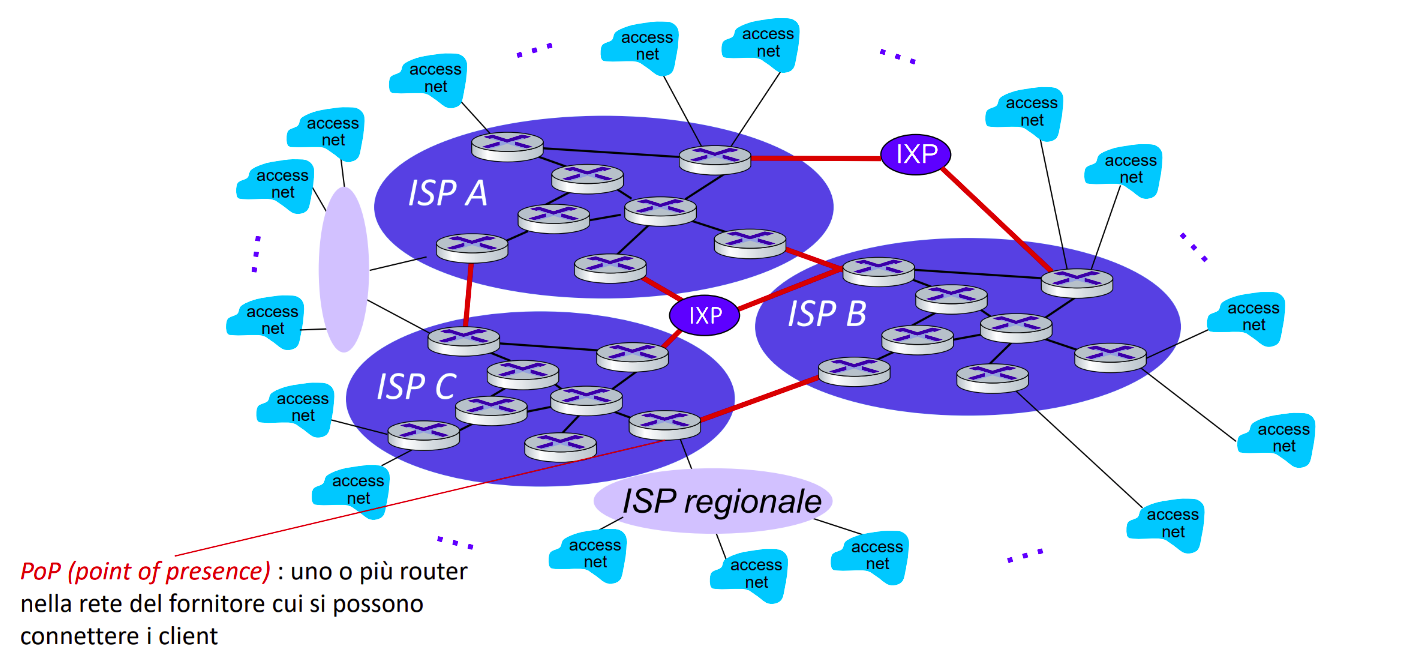 access
net
access
net
access
net
access
net
access
net
IXP
access
net
access
net
access
net
ISP A
IXP
ISP B
access
net
access
net
ISP C
access
net
access
net
access
net
ISP regionale
access
net
access
net
access
net
access
net
PoP (point of presence) : uno o più router
nella rete del fornitore cui si possono
connettere i client